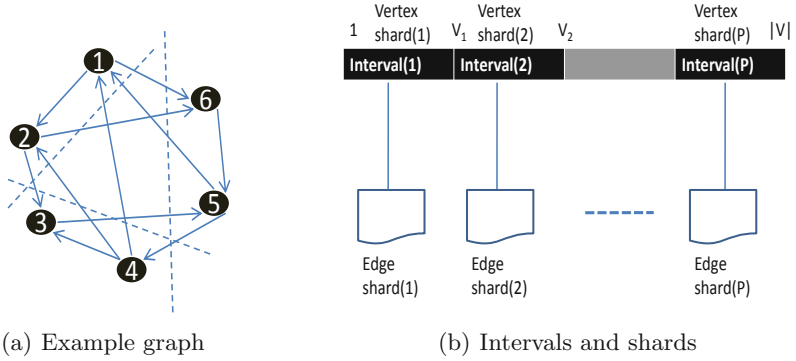 1
6
2
5
3
4
(a) Example graph
1 Vertex shard(1) V₁ Vertex shard(2) V₂ Vertex shard(P) |V|
Interval(1) Interval(2) Interval(P)
Edge shard(1) Edge shard(2) Edge shard(P)
(b) Intervals and shards